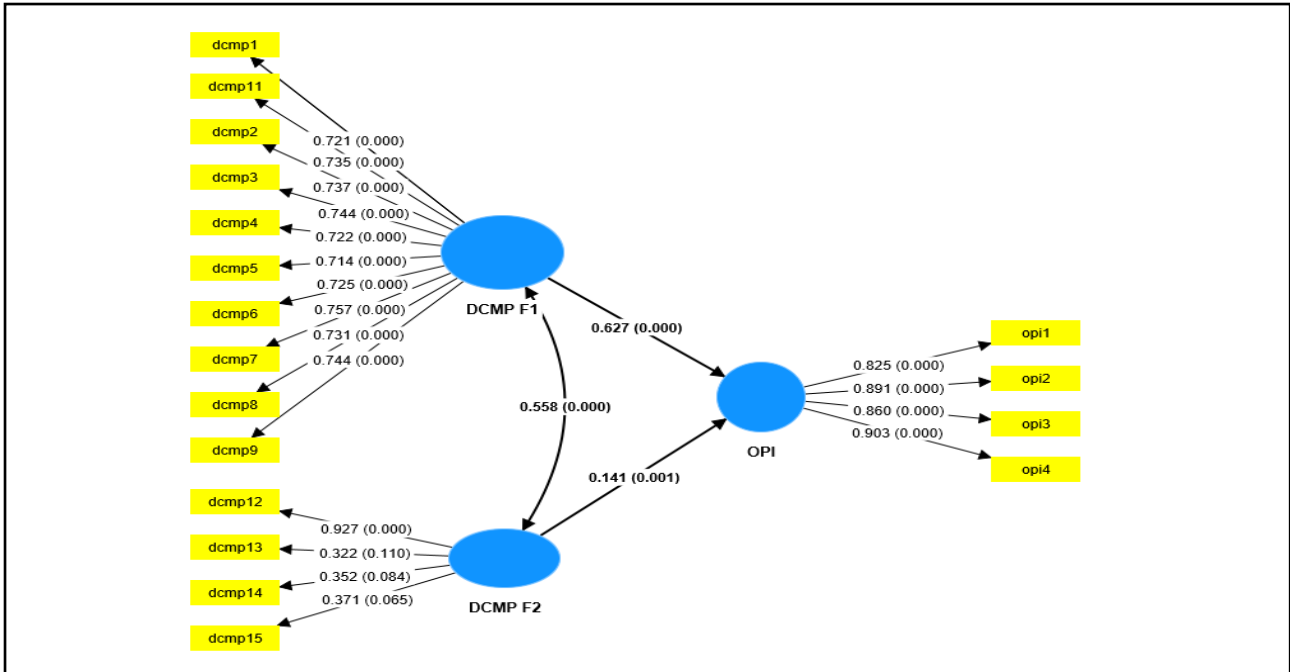 dcmp1
dcmp11
dcmp2
dcmp3
dcmp4
dcmp5
dcmp6
dcmp7
dcmp8
dcmp9
0.721 (0.000)
0.735 (0.000)
0.737 (0.000)
0.744 (0.000)
0.722 (0.000)
0.714 (0.000)
0.725 (0.000)
0.757 (0.000)
0.731 (0.000)
0.744 (0.000)
DCMP F1
0.627 (0.000)
0.558 (0.000)
0.141 (0.001)
OPI
0.825 (0.000)
0.891 (0.000)
0.860 (0.000)
0.903 (0.000)
opi1
opi2
opi3
opi4
dcmp12
dcmp13
dcmp14
dcmp15
0.927 (0.000)
0.322 (0.110)
0.352 (0.084)
0.371 (0.065)
DCMP F2